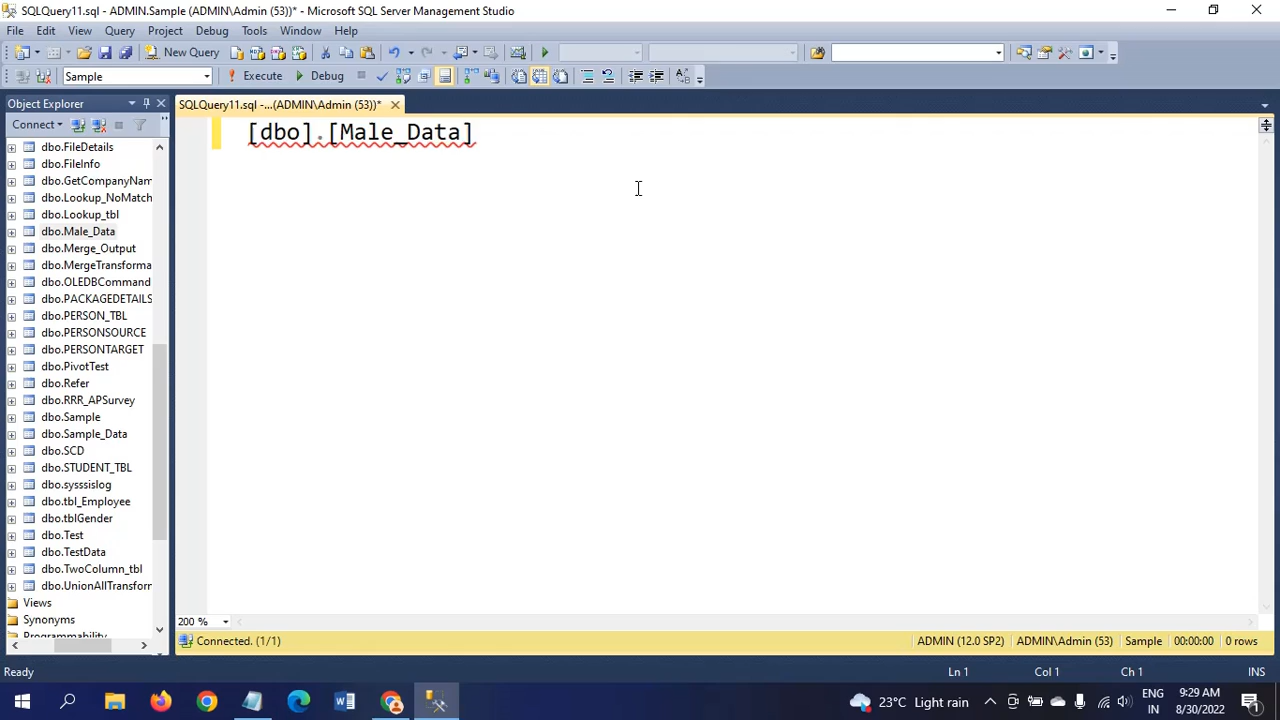 SQLQuery11.sql - ADMIN.Sample (ADMIN\Admin (53))* - Microsoft SQL Server Management Studio
File Edit View Query Project Debug Tools Window Help
New Query
Sample Execute Debug
Object Explorer
SQLQuery11.sql -...(ADMIN\Admin (53))*
Connect
[dbo].[Male_Data]
dbo.FileDetails
dbo.FileInfo
dbo.GetCompanyNam
dbo.Lookup_NoMatch
dbo.Lookup_tbl
dbo.Male_Data
dbo.Merge_Output
dbo.MergeTransforma
dbo.OLEDBCommand
dbo.PACKAGEDETAILS
dbo.PERSON_TBL
dbo.PERSONSOURCE
dbo.PERSONTARGET
dbo.PivotTest
dbo.Refer
dbo.RRR_APSurvey
dbo.Sample
dbo.Sample_Data
dbo.SCD
dbo.STUDENT_TBL
dbo.sysssislog
dbo.tbl_Employee
dbo.tblGender
dbo.Test
dbo.TestData
dbo.TwoColumn_tbl
dbo.UnionAllTransforn
Views
Synonyms
Programmability
200 %
Connected. (1/1) ADMIN (12.0 SP2) ADMIN\Admin (53) Sample 00:00:00 0 rows
Ready Ln 1 Col 1 Ch 1 INS
23°C Light rain
ENG
IN
9:29 AM
8/30/2022
1